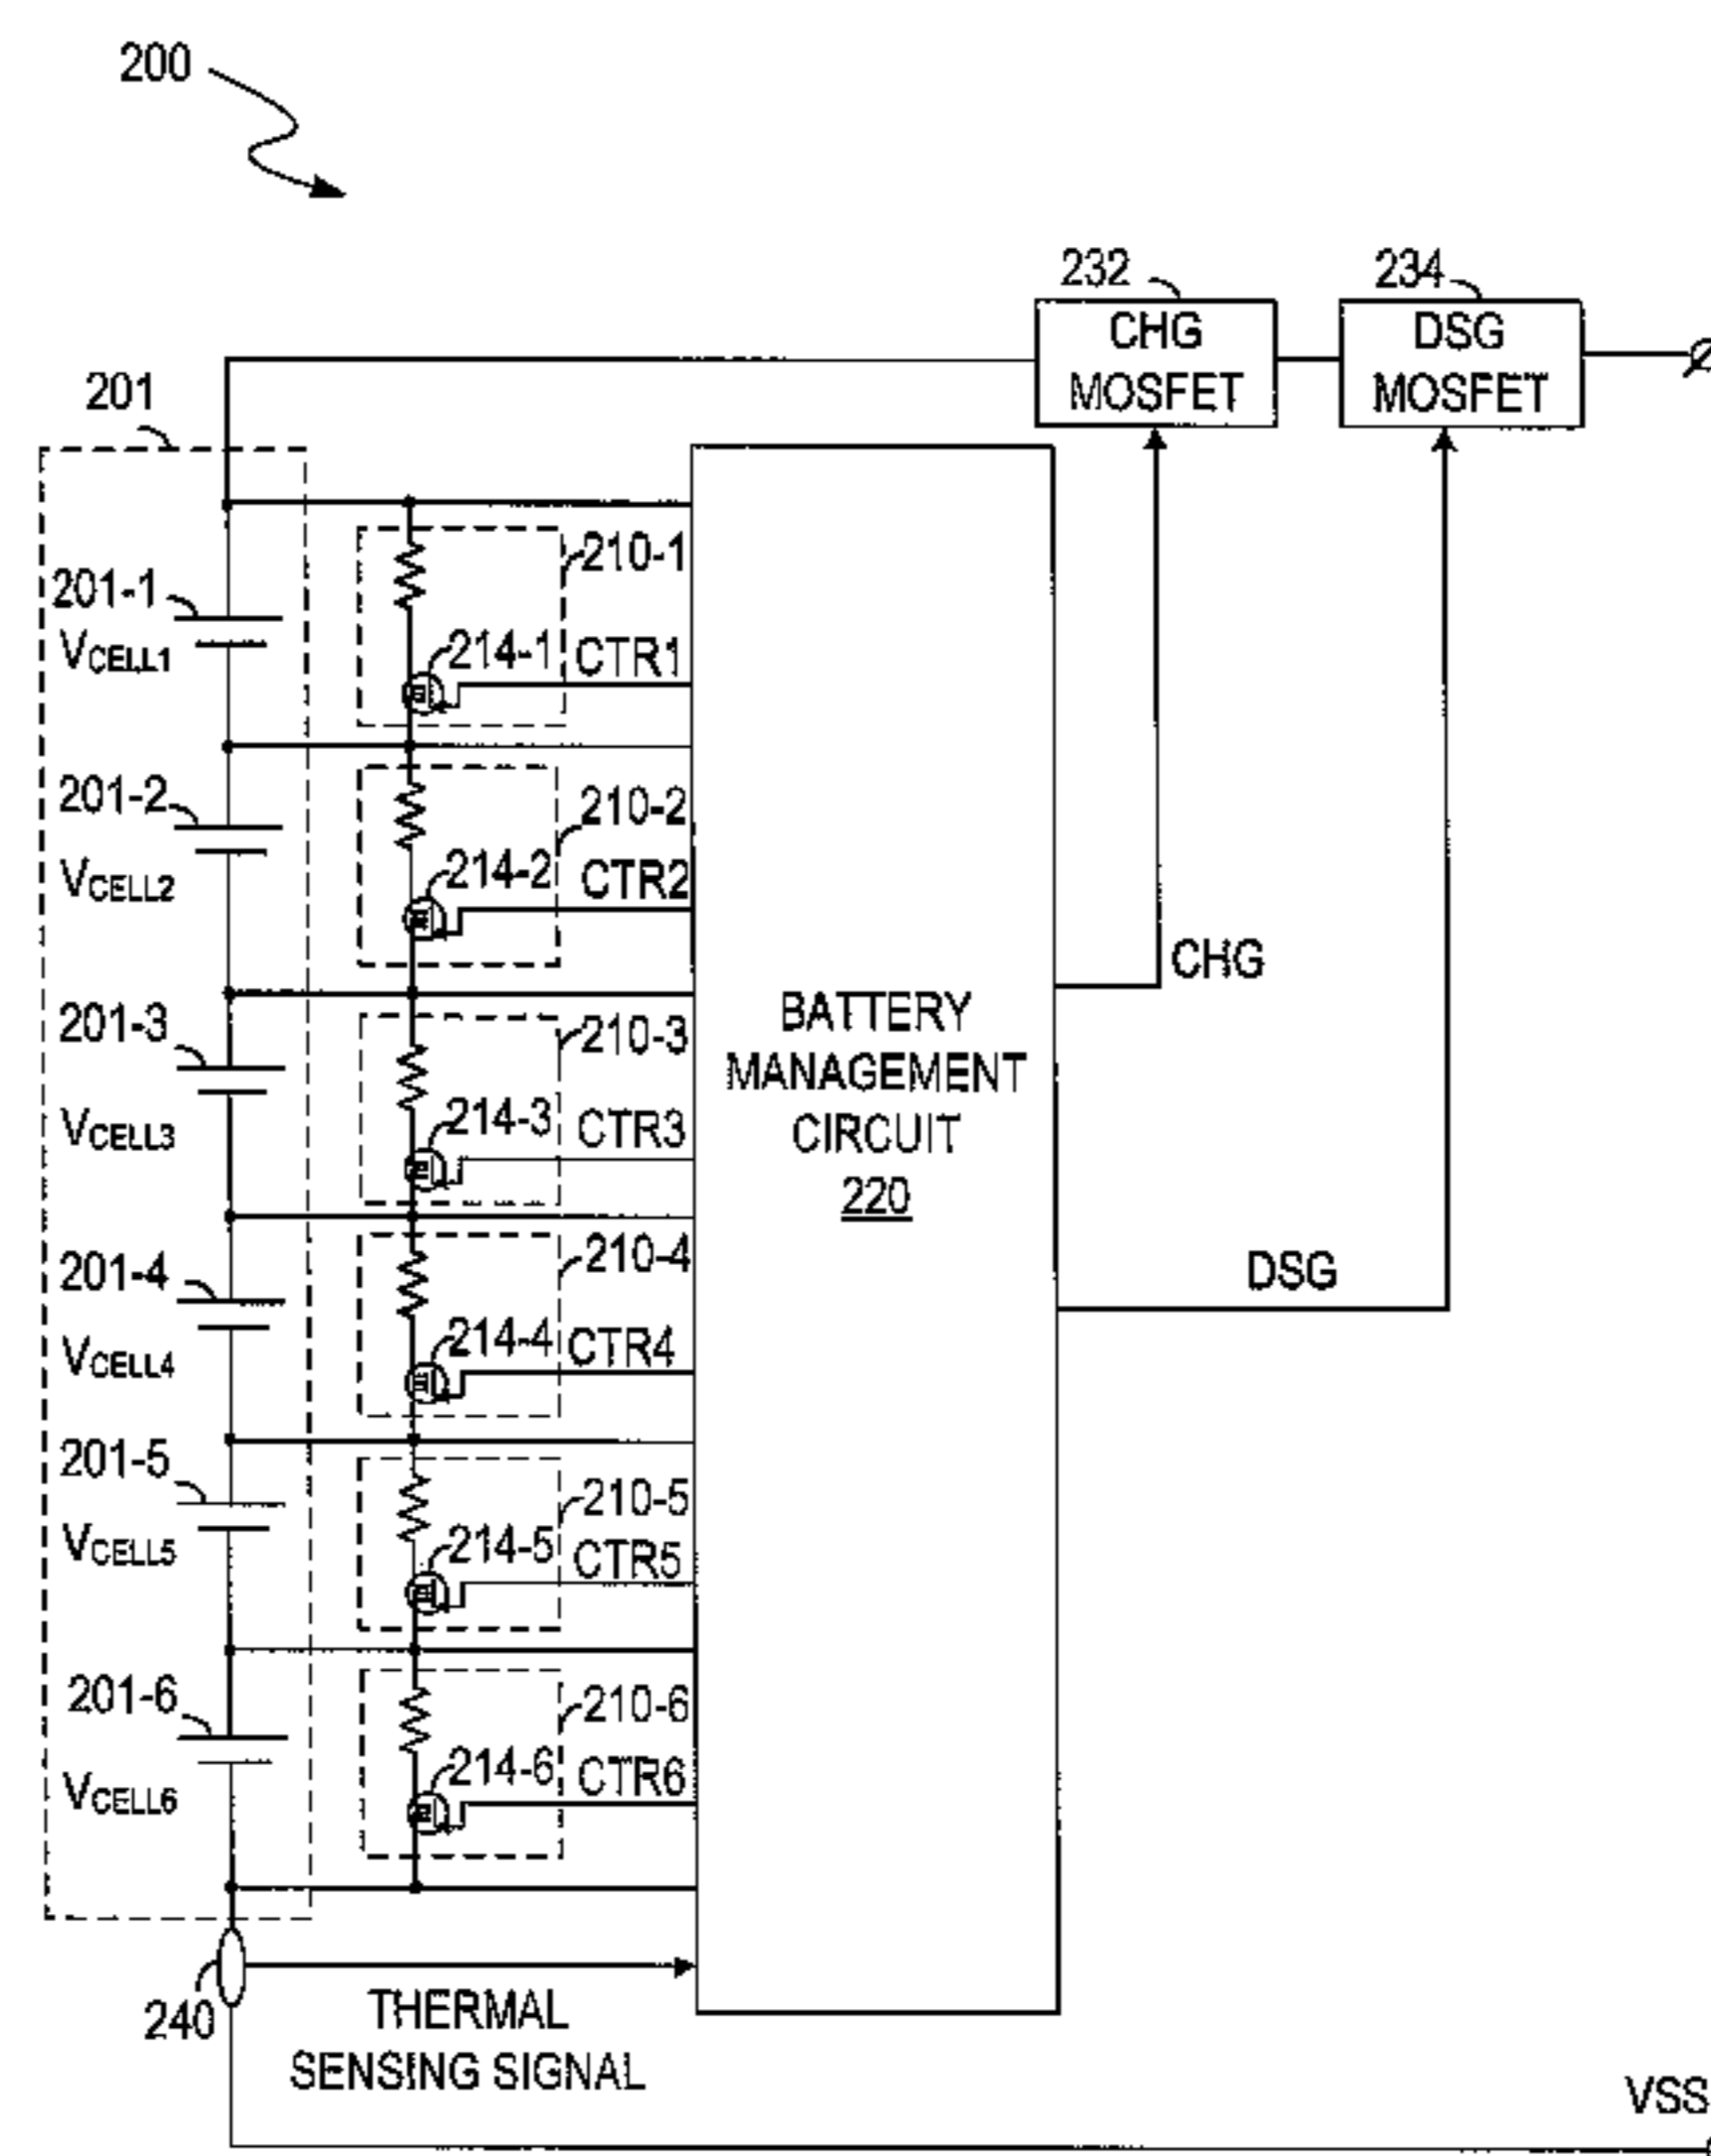 200
232
234
CHG
MOSFET
DSG
MOSFET
201
210-1
201-1
VCELL1
214-1
CTR1
201-2
210-2
VCELL2
214-2
CTR2
CHG
201-3
210-3
BATTERY
MANAGEMENT
CIRCUIT
220
VCELL3
214-3
CTR3
201-4
210-4
DSG
VCELL4
214-4
CTR4
201-5
210-5
VCELL5
214-5
CTR5
201-6
210-6
VCELL6
214-6
CTR6
240
THERMAL
SENSING SIGNAL
VSS